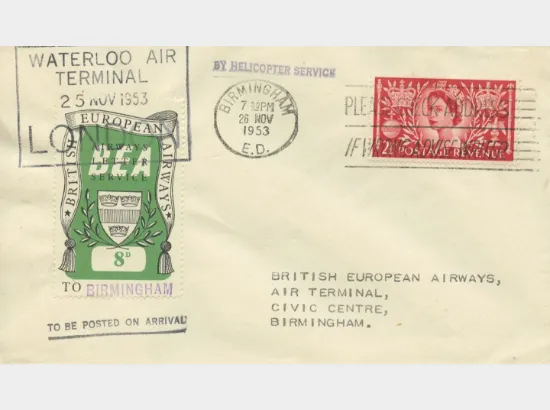 WATERLOO AIR
TERMINAL
25 NOV 1953
LONDON
BY HELICOPTER SERVICE
BIRMINGHAM
7 12PM
26 NOV
1953
E.D.
POSTAGE REVENUE
BRITISH EUROPEAN AIRWAYS
AIRWAYS
LETTER
SERVICE
BEA
8D
TO BIRMINGHAM
TO BE POSTED ON ARRIVAL
BRITISH EUROPEAN AIRWAYS,
AIR TERMINAL,
CIVIC CENTRE,
BIRMINGHAM.